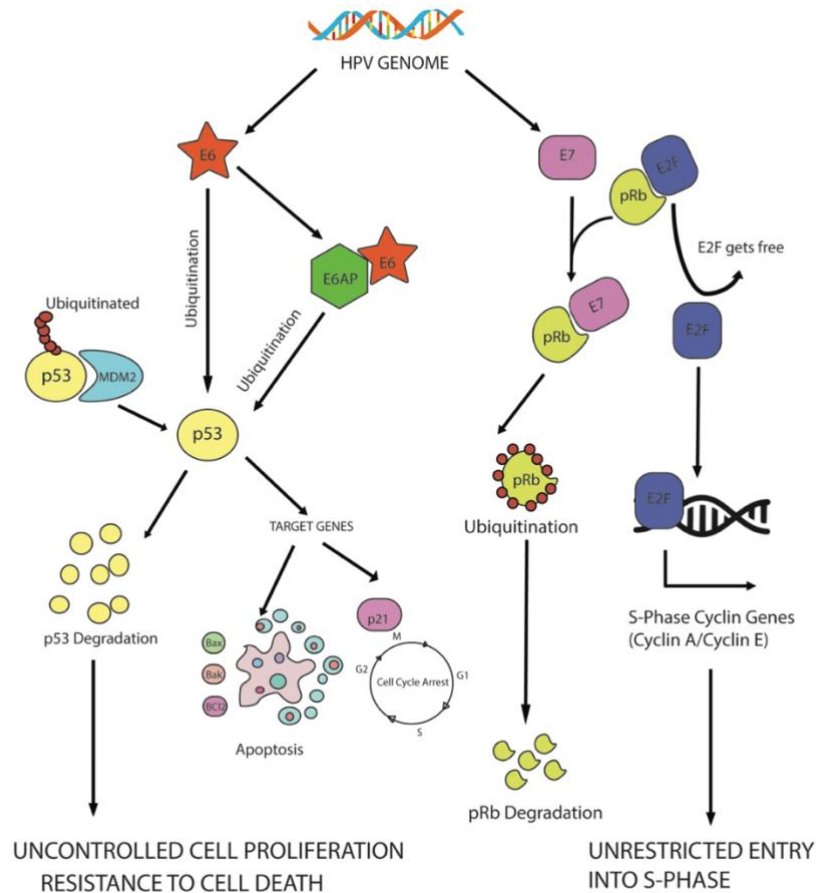 HPV GENOME
E6
E7
pRb
E2F
E2F gets free
Ubiquitination
E6AP
E6
Ubiquitination
Ubiquitinated
p53
MDM2
pRb
E7
E2F
p53
pRb
Ubiquitination
E2F
TARGET GENES
p53 Degradation
Bax
Bak
BCl2
Apoptosis
p21
M
G2
G1
Cell Cycle Arrest
S
S-Phase Cyclin Genes
(Cyclin A/Cyclin E)
pRb Degradation
UNCONTROLLED CELL PROLIFERATION
RESISTANCE TO CELL DEATH
UNRESTRICTED ENTRY
INTO S-PHASE